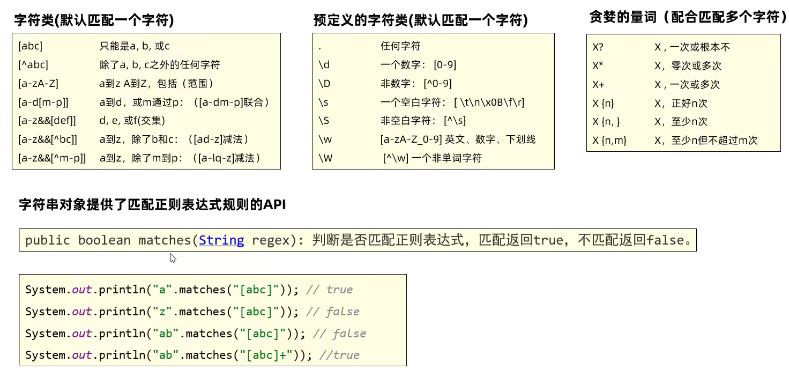 字符类(默认匹配一个字符)
[abc] 只能是a, b, 或c
[^abc] 除了a, b, c之外的任何字符
[a-zA-Z] a到z A到Z，包括（范围）
[a-d[m-p]] a到d，或m通过p：（[a-dm-p]联合）
[a-z&&[def]] d, e, 或f(交集)
[a-z&&[^bc]] a到z，除了b和c：（[ad-z]减法）
[a-z&&[^m-p]] a到z，除了m到p：（[a-lq-z]减法）
预定义的字符类(默认匹配一个字符)
. 任何字符
\d 一个数字： [0-9]
\D 非数字： [^0-9]
\s 一个空白字符： [ \t\n\x0B\f\r]
\S 非空白字符： [^\s]
\w [a-zA-Z_0-9] 英文、数字、下划线
\W [^\w] 一个非单词字符
贪婪的量词（配合匹配多个字符）
X? X , 一次或根本不
X* X，零次或多次
X+ X , 一次或多次
X {n} X，正好n次
X {n, } X，至少n次
X {n,m} X，至少n但不超过m次
字符串对象提供了匹配正则表达式规则的API
public boolean matches(String regex): 判断是否匹配正则表达式，匹配返回true，不匹配返回false。
System.out.println("a".matches("[abc]")); // true
System.out.println("z".matches("[abc]")); // false
System.out.println("ab".matches("[abc]")); // false
System.out.println("ab".matches("[abc]+")); //true